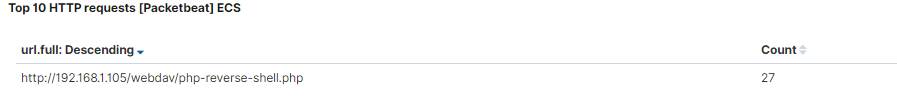 Top 10 HTTP requests [Packetbeat] ECS
url.full: Descending Count
http://192.168.1.105/webdav/php-reverse-shell.php 27